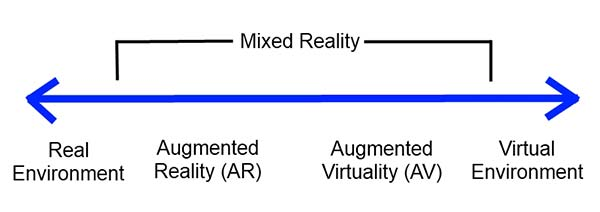 Mixed Reality
Real
Environment
Augmented
Reality (AR)
Augmented
Virtuality (AV)
Virtual
Environment